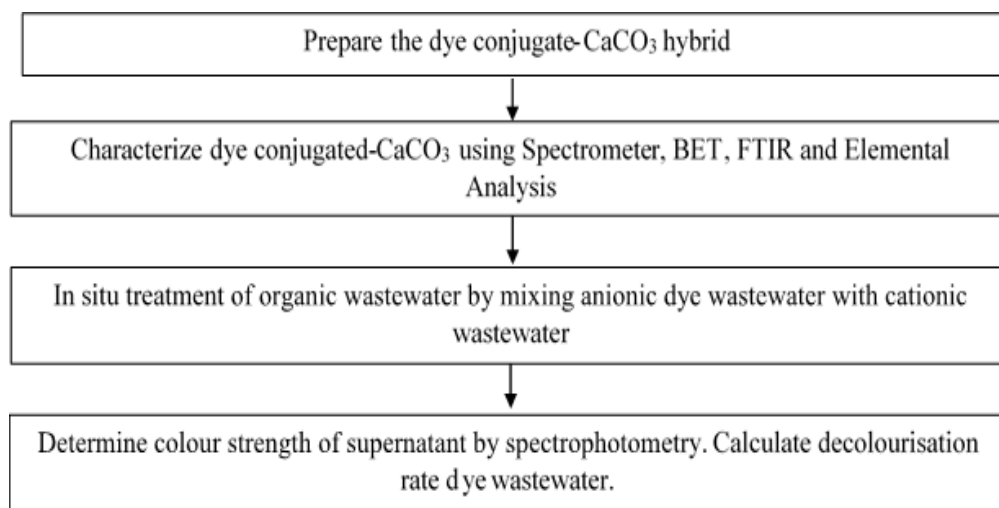 Prepare the dye conjugate-CaCO₃ hybrid
Characterize dye conjugated-CaCO₃ using Spectrometer, BET, FTIR and Elemental
Analysis
In situ treatment of organic wastewater by mixing anionic dye wastewater with cationic
wastewater
Determine colour strength of supernatant by spectrophotometry. Calculate decolourisation
rate dye wastewater.